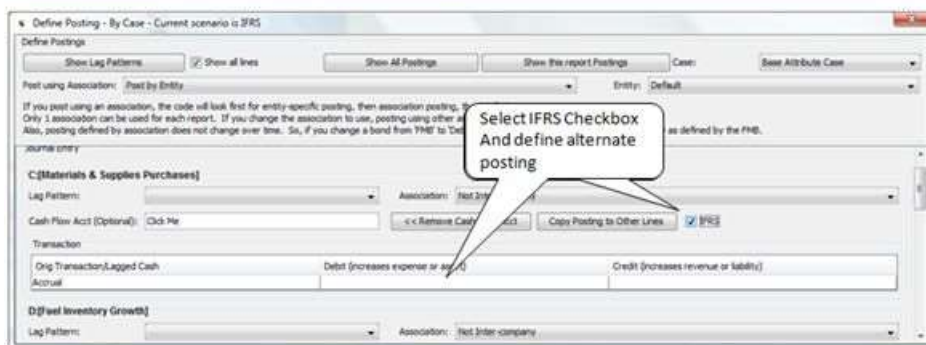 Define Posting - By Case - Current scenario is IFRS
Define Postings
Show Lag Patterns Show all lines Show All Postings Show this report Postings Case: Base Attribute Case
Post using Association: Post by Entity Entity: Default
If you post using an association, the code will look first for entity-specific posting, then association posting,
Only 1 association can be used for each report. If you change the association to use, posting using other
Also, posting defined by association does not change over time. So, if you change a bond from 'FMB' to as defined by the FMB.
Select IFRS Checkbox
And define alternate
posting
Journal Entry
C:[Materials & Supplies Purchases]
Lag Pattern: Association: Not
Cash Flow Acct (Optional): Click Me << Remove Cash Copy Posting to Other Lines IFRS
Transaction
Orig Transaction/Lagged Cash Debit (increases expense or Credit (increases revenue or liability)
Accrual
D:[Fuel Inventory Growth]
Lag Pattern: Association: Not Inter-company